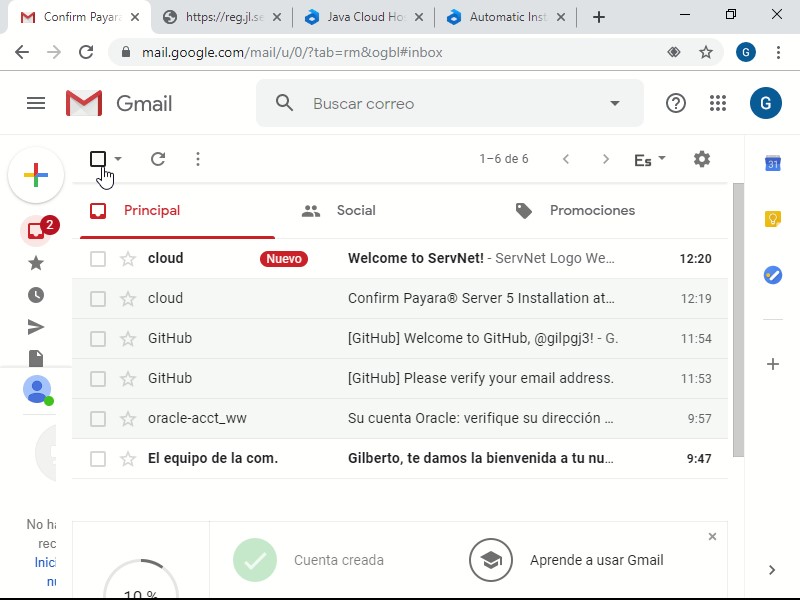 Confirm Payara
https://reg.jl.se
Java Cloud Ho
Automatic Inst
mail.google.com/mail/u/0/?tab=rm&ogbl#inbox
G
Gmail
Buscar correo
G
1–6 de 6
Es
31
2
Principal
Social
Promociones
cloud Nuevo Welcome to ServNet! - ServNet Logo We… 12:20
cloud Confirm Payara® Server 5 Installation at… 12:19
GitHub [GitHub] Welcome to GitHub, @gilpgj3! - G. 11:54
GitHub [GitHub] Please verify your email address. 11:53
oracle-acct_ww Su cuenta Oracle: verifique su dirección … 9:57
El equipo de la com. Gilberto, te damos la bienvenida a tu nu… 9:47
No ha
rec
Inici
nu
10 %
Cuenta creada
Aprende a usar Gmail